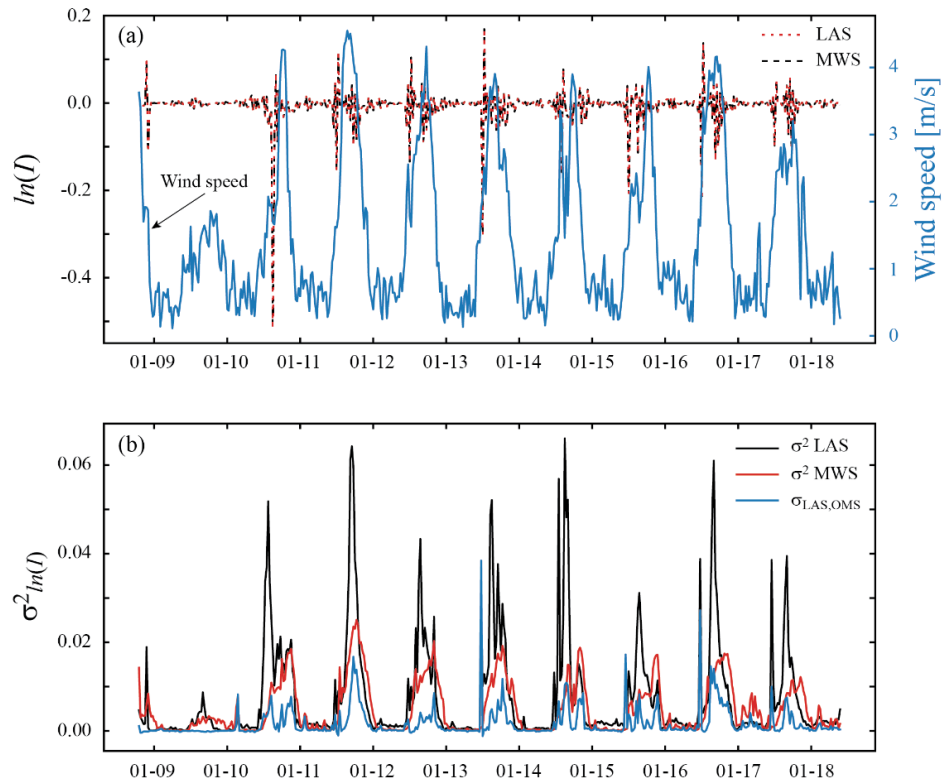 (a)
LAS
MWS
Wind speed
0.2
0.0
-0.2
-0.4
ln(I)
4
3
2
1
0
Wind speed [m/s]
01-09 01-10 01-11 01-12 01-13 01-14 01-15 01-16 01-17 01-18
(b)
σ² LAS
σ² MWS
σLAS,OMS
0.06
0.04
0.02
0.00
σ²ln(I)
01-09 01-10 01-11 01-12 01-13 01-14 01-15 01-16 01-17 01-18